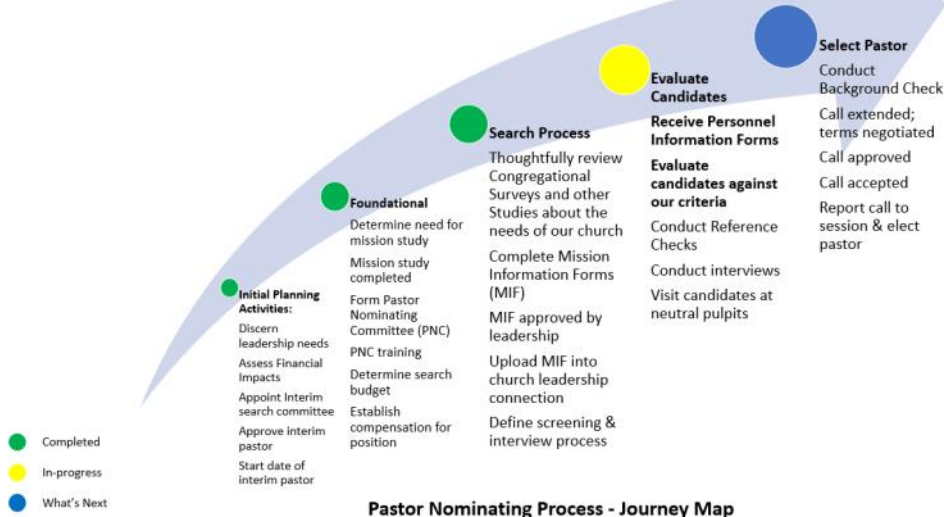 Initial Planning
Activities:
Discern
leadership needs
Assess Financial
Impacts
Appoint Interim
search committee
Approve interim
pastor
Start date of
interim pastor
Foundational
Determine need for
mission study
Mission study
completed
Form Pastor
Nominating
Committee (PNC)
PNC training
Determine search
budget
Establish
compensation for
position
Search Process
Thoughtfully review
Congregational
Surveys and other
Studies about the
needs of our church
Complete Mission
Information Forms
(MIF)
MIF approved by
leadership
Upload MIF into
church leadership
connection
Define screening &
interview process
Evaluate
Candidates
Receive Personnel
Information Forms
Evaluate
candidates against
our criteria
Conduct Reference
Checks
Conduct interviews
Visit candidates at
neutral pulpits
Select Pastor
Conduct
Background Check
Call extended;
terms negotiated
Call approved
Call accepted
Report call to
session & elect
pastor
Completed
In-progress
What's Next
Pastor Nominating Process - Journey Map